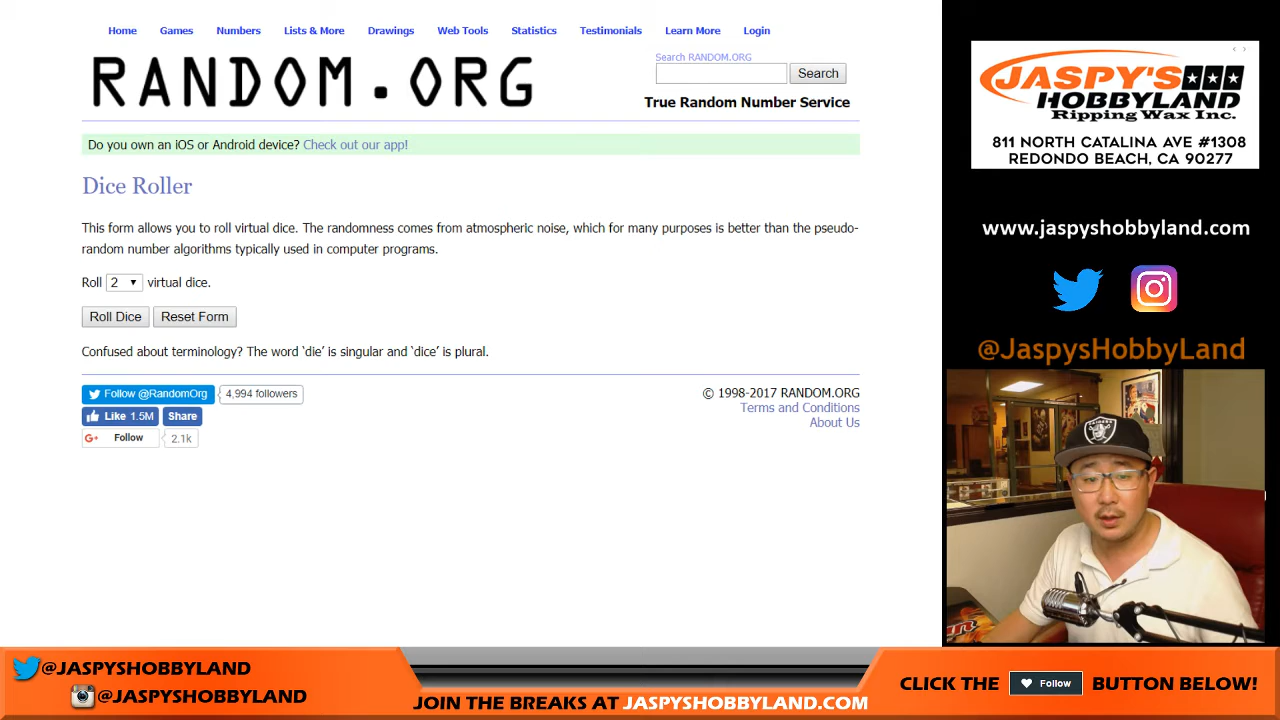 Home Games Numbers Lists & More Drawings Web Tools Statistics Testimonials Learn More Login
RANDOM.ORG
Search RANDOM.ORG
Search
True Random Number Service
Do you own an iOS or Android device? Check out our app!
Dice Roller
This form allows you to roll virtual dice. The randomness comes from atmospheric noise, which for many purposes is better than the pseudo-
random number algorithms typically used in computer programs.
Roll 2 virtual dice.
Roll Dice Reset Form
Confused about terminology? The word ‘die’ is singular and ‘dice’ is plural.
Follow @RandomOrg 4,994 followers
Like 1.5M Share
G+ Follow 2.1k
© 1998-2017 RANDOM.ORG
Terms and Conditions
About Us
JASPY'S
HOBBYLAND
Ripping Wax Inc.
811 NORTH CATALINA AVE #1308
REDONDO BEACH, CA 90277
www.jaspyshobbyland.com
@JaspysHobbyLand
RAIDERS
@JASPYSHOBBYLAND
@JASPYSHOBBYLAND
JOIN THE BREAKS AT JASPYSHOBBYLAND.COM
CLICK THE Follow BUTTON BELOW!